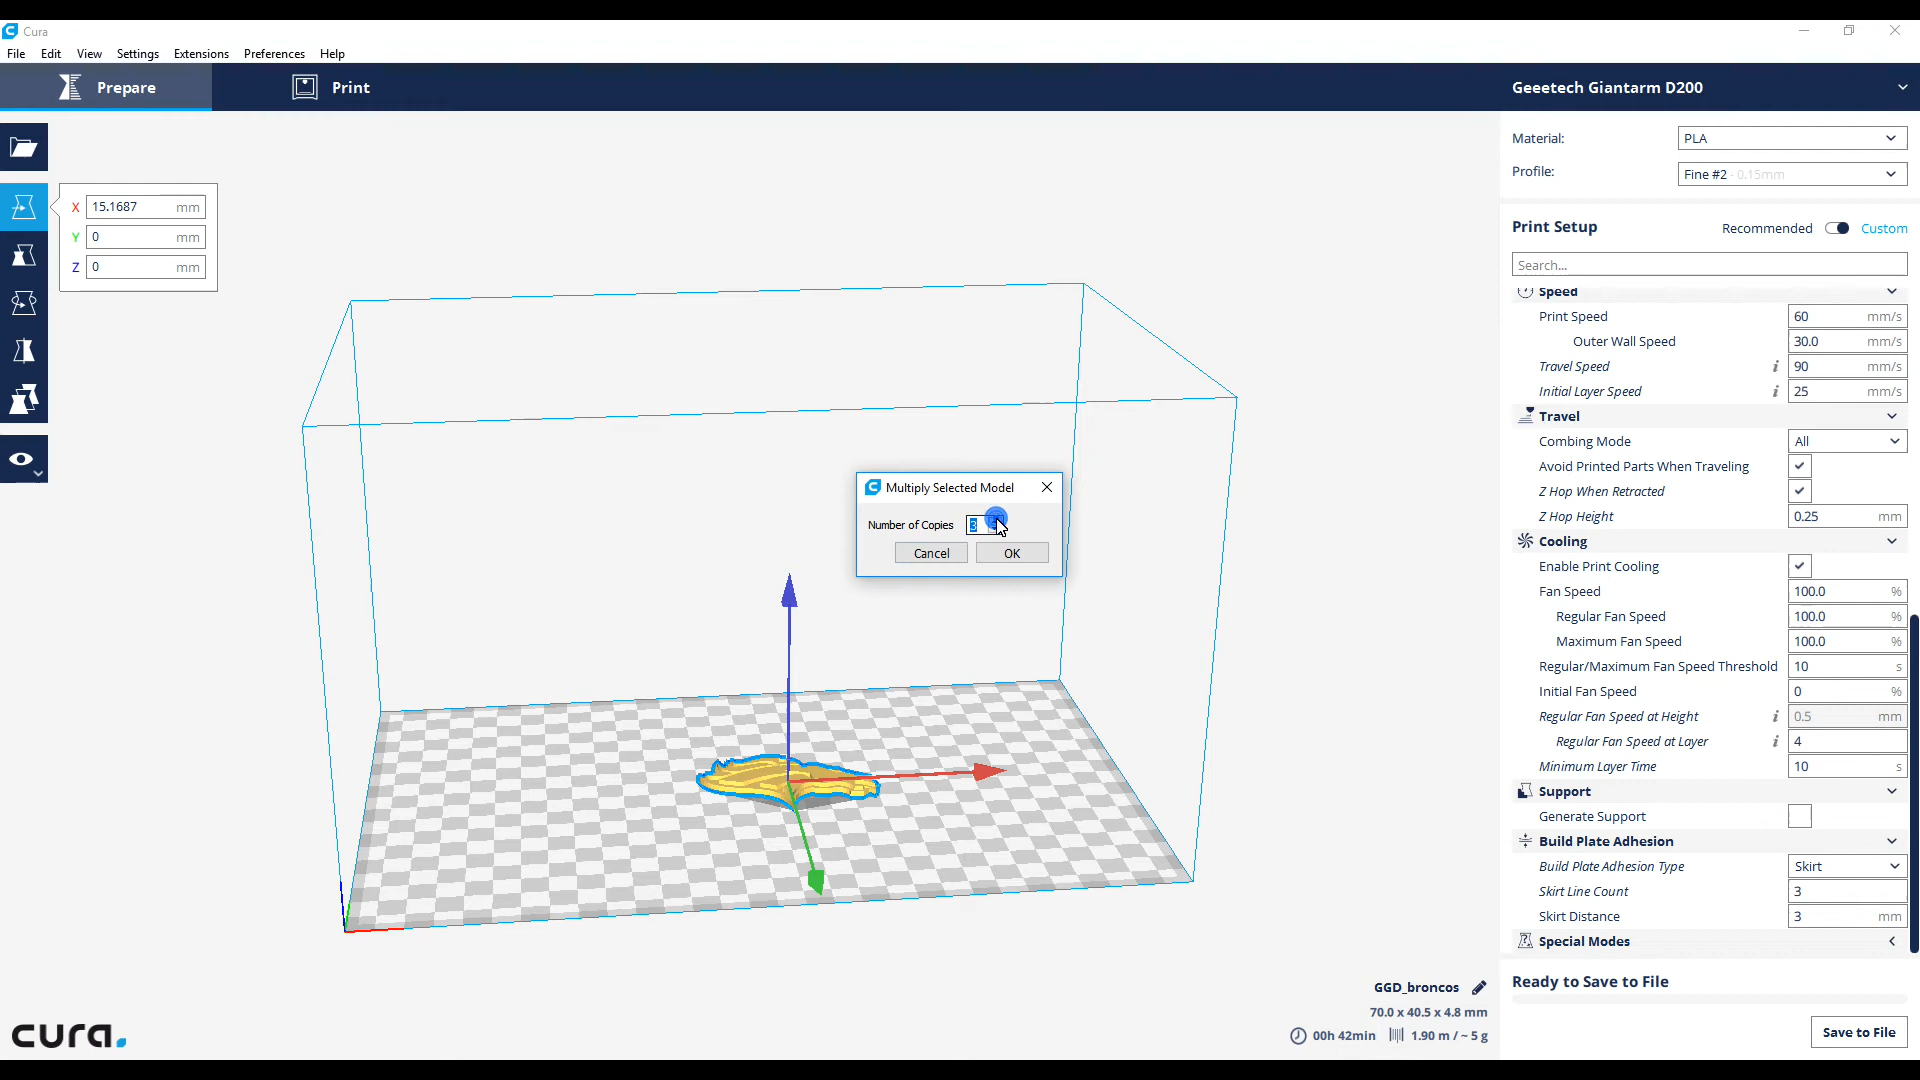 Cura
File Edit View Settings Extensions Preferences Help
Prepare Print Geeetech Giantarm D200
Material: PLA
Profile: Fine #2 - 0.15mm
X 15.1687 mm
Y 0 mm
Z 0 mm
Print Setup Recommended Custom
Search...
Speed
Print Speed 60 mm/s
Outer Wall Speed 30.0 mm/s
Travel Speed i 90 mm/s
Initial Layer Speed i 25 mm/s
Travel
Combing Mode All
Avoid Printed Parts When Traveling
Z Hop When Retracted
Z Hop Height 0.25 mm
Cooling
Enable Print Cooling
Fan Speed 100.0 %
Regular Fan Speed 100.0 %
Maximum Fan Speed 100.0 %
Regular/Maximum Fan Speed Threshold 10 s
Initial Fan Speed 0 %
Regular Fan Speed at Height i 0.5 mm
Regular Fan Speed at Layer i 4
Minimum Layer Time 10 s
Support
Generate Support
Build Plate Adhesion
Build Plate Adhesion Type Skirt
Skirt Line Count 3
Skirt Distance 3 mm
Special Modes
Multiply Selected Model
Number of Copies 3
Cancel OK
GGD_broncos
70.0 x 40.5 x 4.8 mm
00h 42min 1.90 m / ~ 5 g
Ready to Save to File
Save to File
cura.